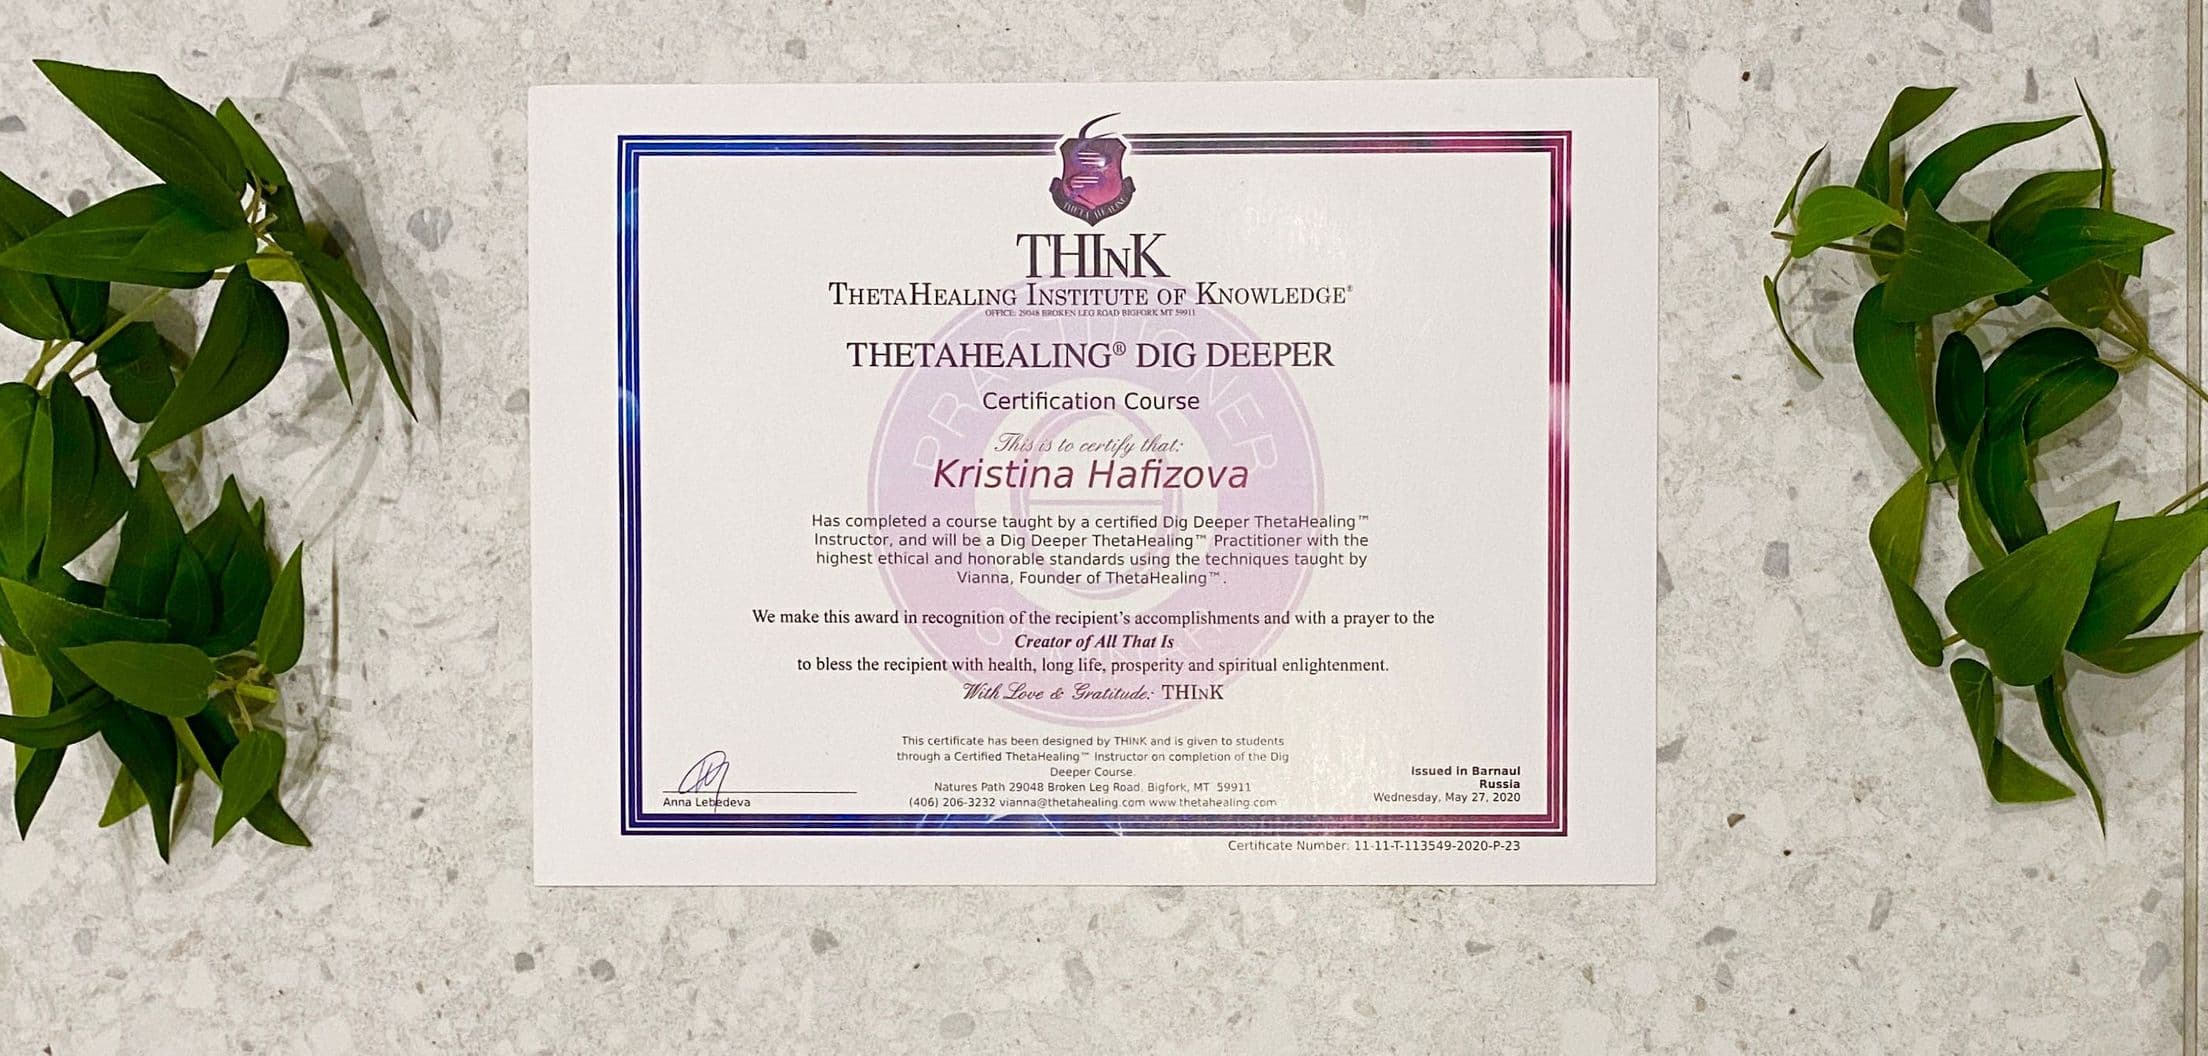 THETA HEALING
THInK
ThetaHealing Institute of Knowledge®
OFFICE: 29048 BROKEN LEG ROAD BIGFORK MT 59911
THETAHEALING® DIG DEEPER
Certification Course
PRACTITIONER
This is to certify that:
Kristina Hafizova
Has completed a course taught by a certified Dig Deeper ThetaHealing™
Instructor, and will be a Dig Deeper ThetaHealing™ Practitioner with the
highest ethical and honorable standards using the techniques taught by
Vianna, Founder of ThetaHealing™.
We make this award in recognition of the recipient's accomplishments and with a prayer to the
Creator of All That Is
to bless the recipient with health, long life, prosperity and spiritual enlightenment.
With Love & Gratitude: THInK
This certificate has been designed by THINK and is given to students
through a Certified ThetaHealing™ Instructor on completion of the Dig
Deeper Course.
Natures Path 29048 Broken Leg Road, Bigfork, MT 59911
(406) 206-3232 vianna@thetahealing.com www.thetahealing.com
Anna Lebedeva
Issued in Barnaul
Russia
Wednesday, May 27, 2020
Certificate Number: 11-11-T-113549-2020-P-23